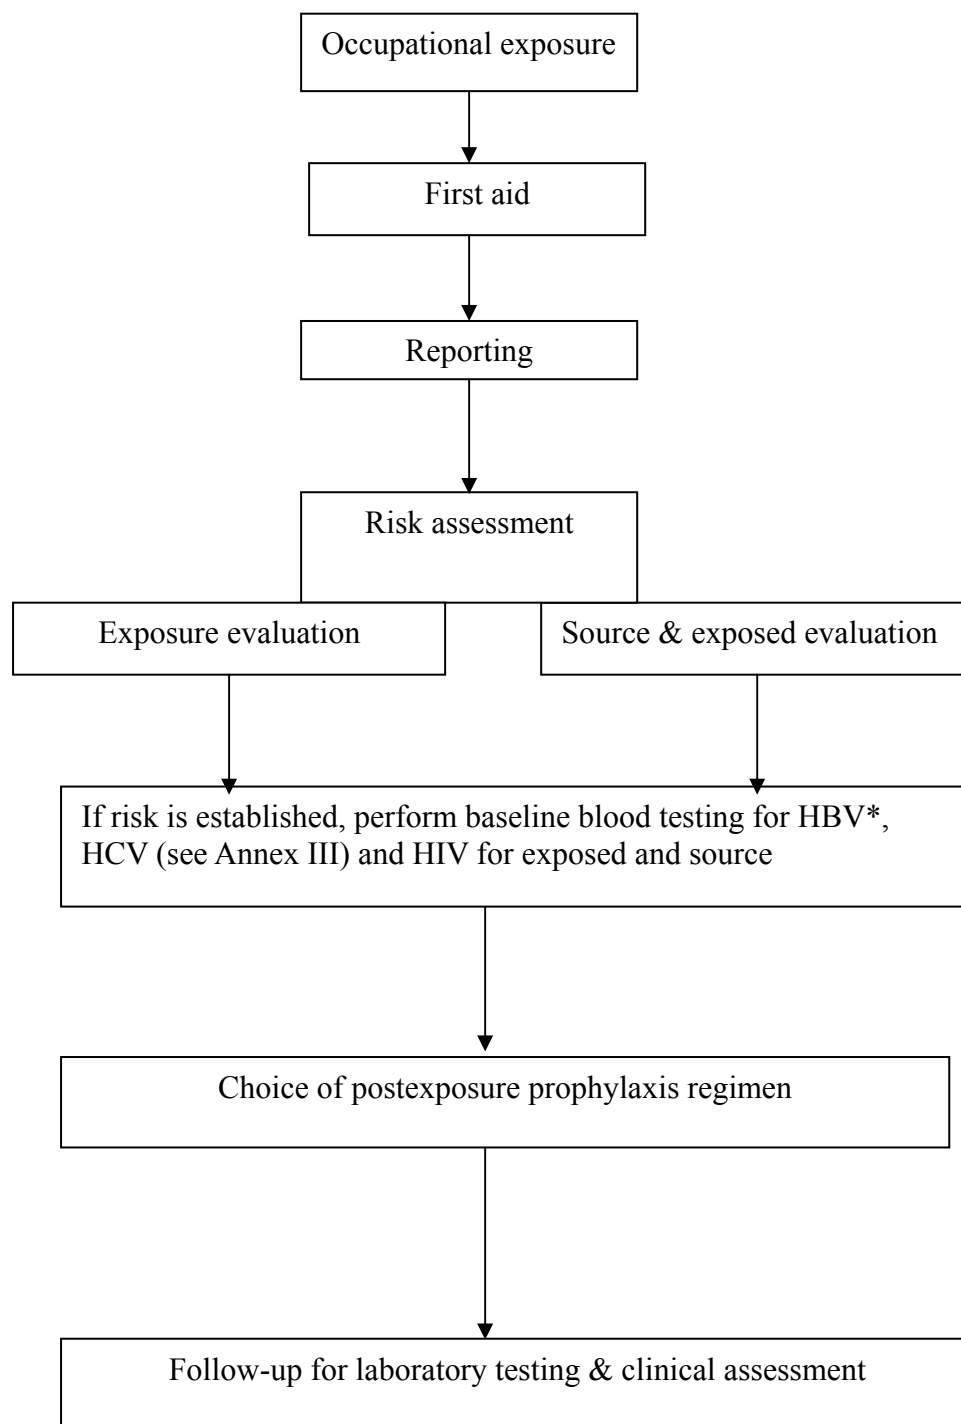 Occupational exposure
First aid
Reporting
Risk assessment
Exposure evaluation
Source & exposed evaluation
If risk is established, perform baseline blood testing for HBV*,
HCV (see Annex III) and HIV for exposed and source
Choice of postexposure prophylaxis regimen
Follow-up for laboratory testing & clinical assessment